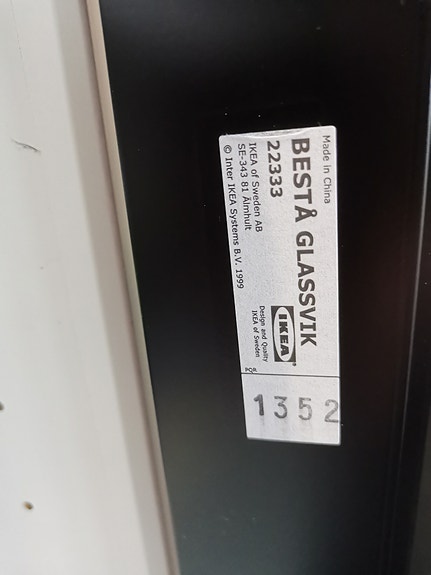 Made in China
BESTÅ GLASSVIK
22333
IKEA of Sweden AB
SE-343 81 Älmhult
© Inter IKEA Systems B.V. 1999
IKEA®
Design and Quality
IKEA of Sweden
PQR
1352